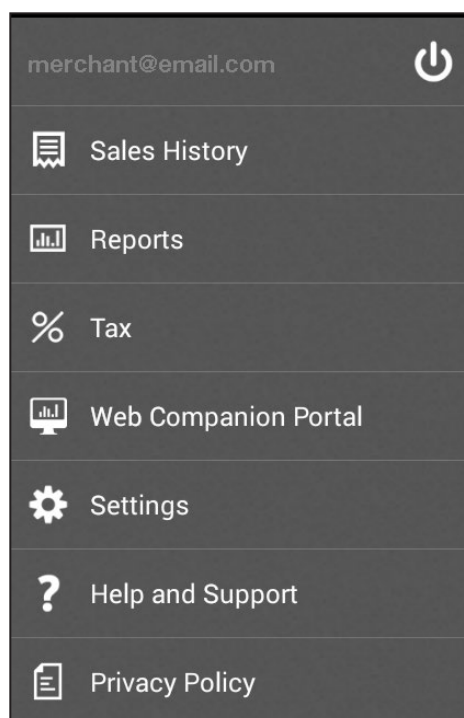 merchant@email.com
Sales History
Reports
Tax
Web Companion Portal
Settings
Help and Support
Privacy Policy